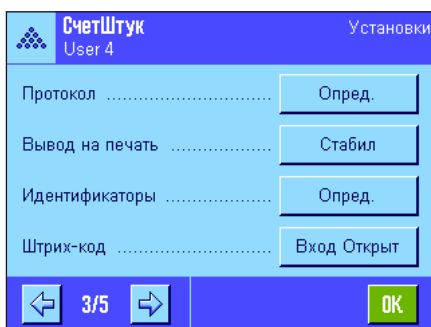 СчетШтук Установки
User 4
Протокол ............................ Опред.
Вывод на печать ................. Стабил
Идентификаторы .................. Опред.
Штрих-код .......................... Вход Открыт
3/5 OK